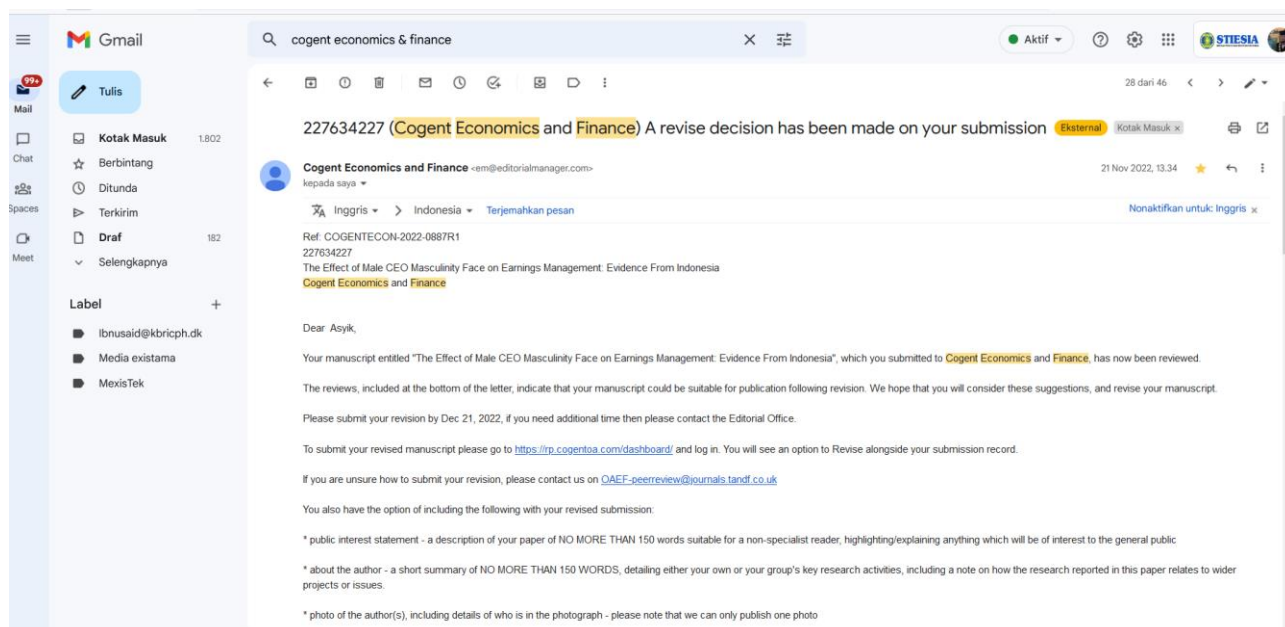 Gmail
cogent economics & finance
Aktif
STIESIA
99+
Mail
Chat
Spaces
Meet
Tulis
Kotak Masuk 1.802
Berbintang
Ditunda
Terkirim
Draf 182
Selengkapnya
Label
Ibnusaid@kbricph.dk
Media existama
MexisTek
28 dari 46
227634227 (Cogent Economics and Finance) A revise decision has been made on your submission Eksternal Kotak Masuk ×
Cogent Economics and Finance <em@editorialmanager.com> 21 Nov 2022, 13.34
kepada saya
Inggris > Indonesia Terjemahkan pesan Nonaktifkan untuk: Inggris ×
Ref: COGENTECON-2022-0887R1
227634227
The Effect of Male CEO Masculinity Face on Earnings Management: Evidence From Indonesia
Cogent Economics and Finance
Dear Asyik,
Your manuscript entitled "The Effect of Male CEO Masculinity Face on Earnings Management: Evidence From Indonesia", which you submitted to Cogent Economics and Finance, has now been reviewed.
The reviews, included at the bottom of the letter, indicate that your manuscript could be suitable for publication following revision. We hope that you will consider these suggestions, and revise your manuscript.
Please submit your revision by Dec 21, 2022, if you need additional time then please contact the Editorial Office.
To submit your revised manuscript please go to https://rp.cogentoa.com/dashboard/ and log in. You will see an option to Revise alongside your submission record.
If you are unsure how to submit your revision, please contact us on OAEF-peerreview@journals.tandf.co.uk
You also have the option of including the following with your revised submission:
* public interest statement - a description of your paper of NO MORE THAN 150 words suitable for a non-specialist reader, highlighting/explaining anything which will be of interest to the general public
* about the author - a short summary of NO MORE THAN 150 WORDS, detailing either your own or your group's key research activities, including a note on how the research reported in this paper relates to wider
projects or issues.
* photo of the author(s), including details of who is in the photograph - please note that we can only publish one photo